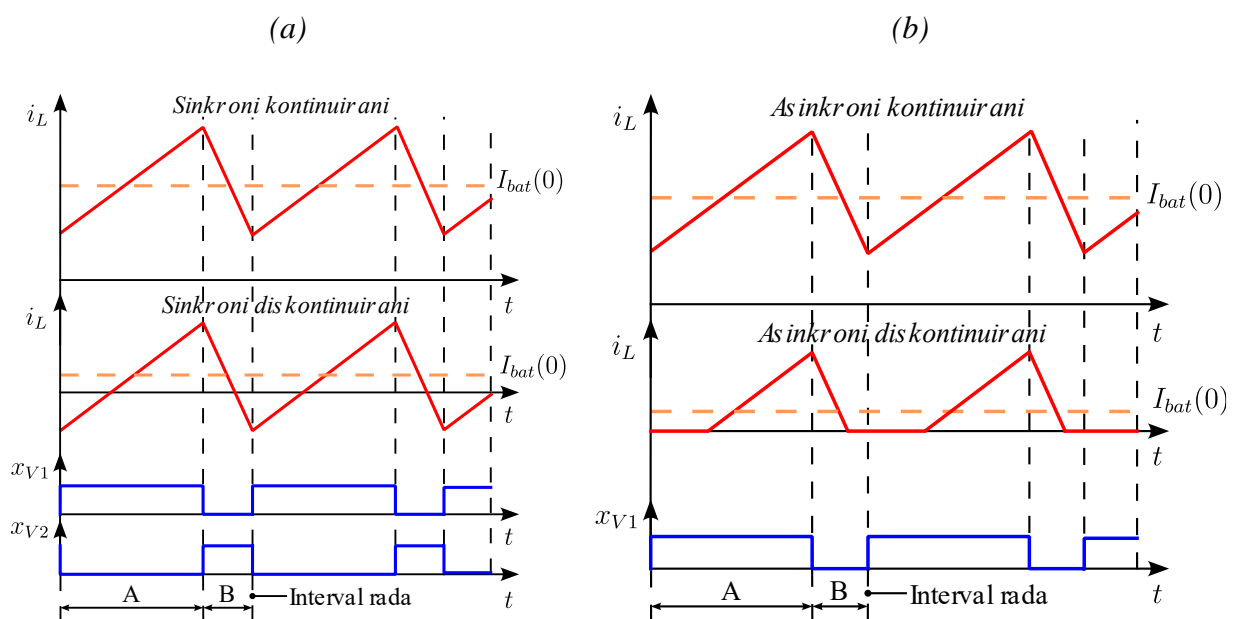 (a)
i_L
Sinkroni kontinuirani
I_bat(0)
t
i_L
Sinkroni diskontinuirani
I_bat(0)
t
x_V1
t
x_V2
A
B
Interval rada
t
(b)
i_L
Asinkroni kontinuirani
I_bat(0)
t
i_L
Asinkroni diskontinuirani
I_bat(0)
t
x_V1
A
B
Interval rada
t